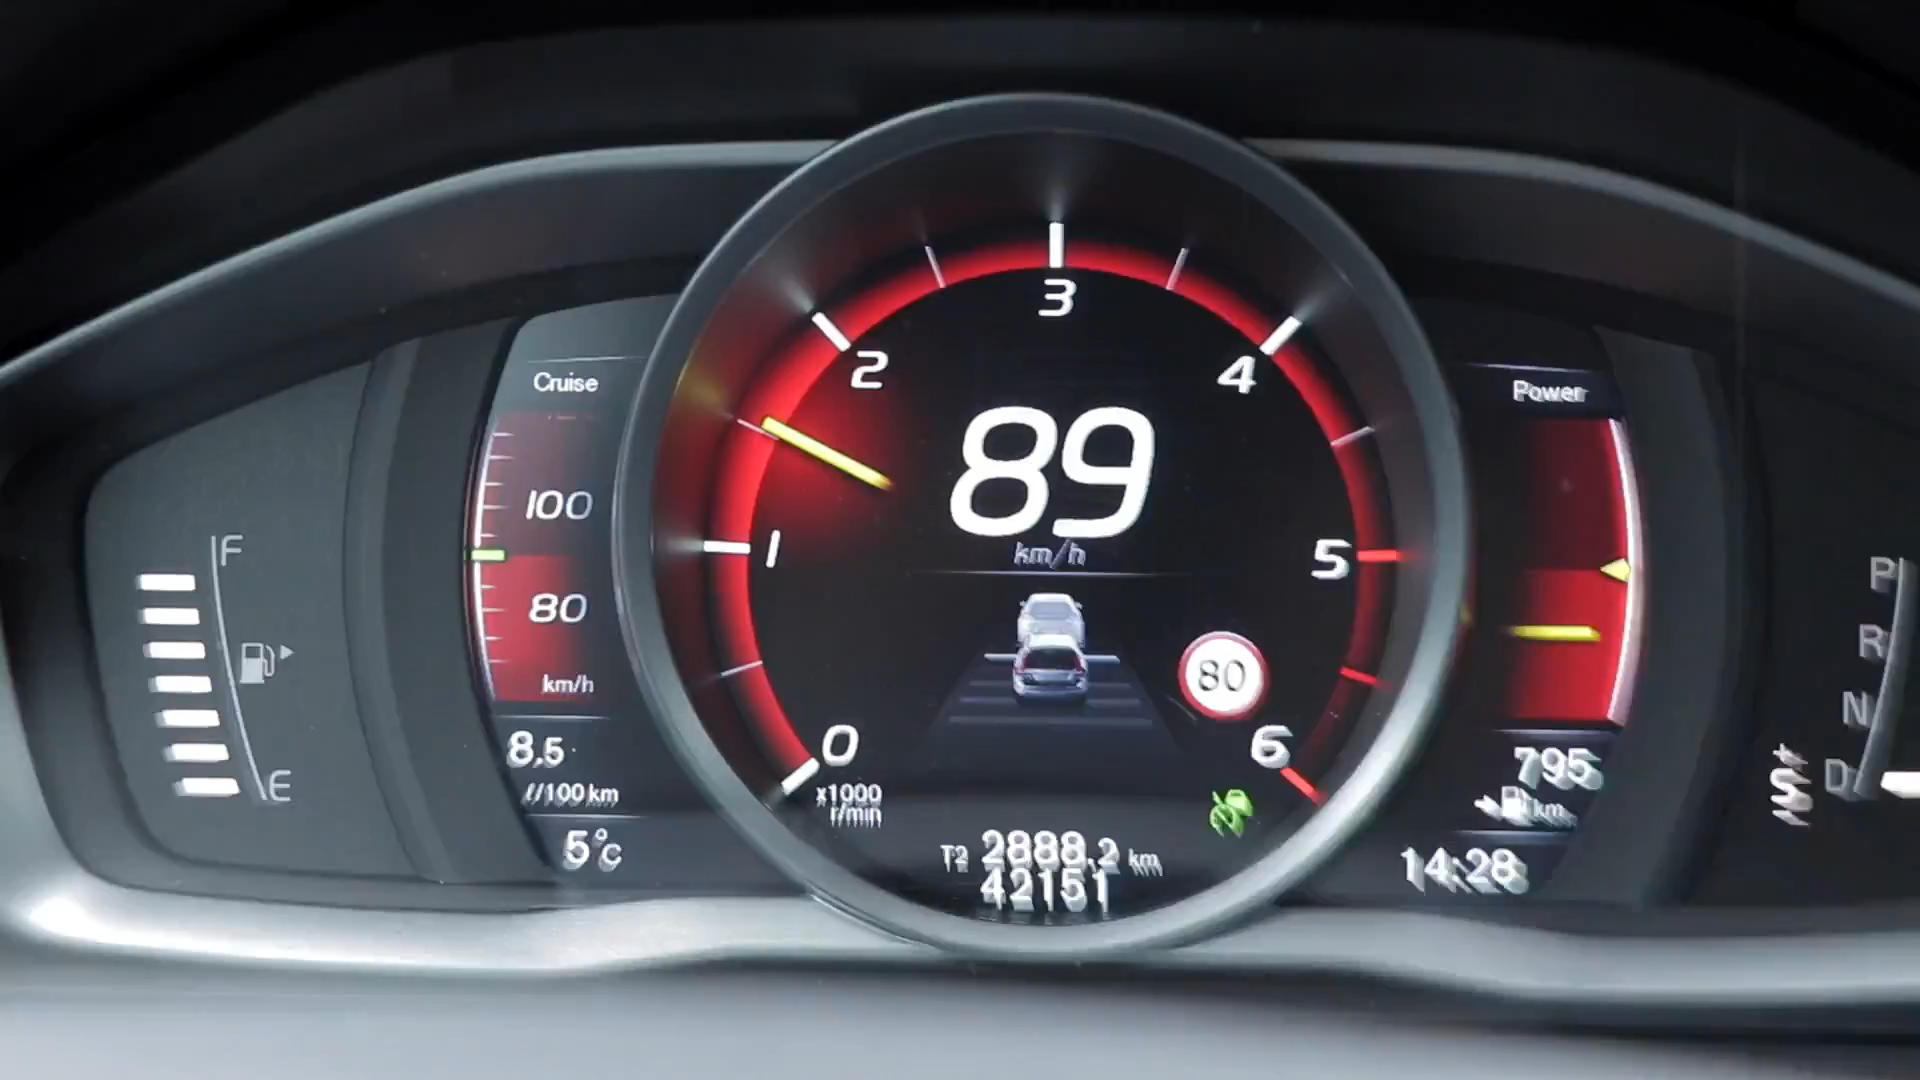 F
E
Cruise
100
80
km/h
8.5
l/100 km
5°c
0
1
2
3
4
5
6
x1000
r/min
89
km/h
80
T2 2888.2 km
42151
Power
795
km
14:28
P
R
N
D
+S-